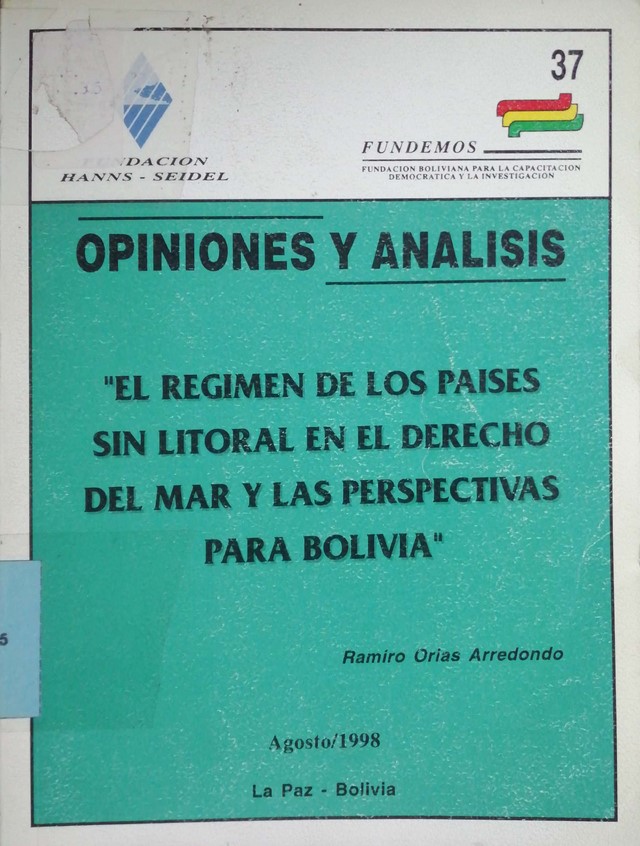 37
DACION
HANNS - SEIDEL
FUNDEMOS
FUNDACION BOLIVIANA PARA LA CAPACITACION
DEMOCRATICA Y LA INVESTIGACIÓN
OPINIONES Y ANALISIS
"EL REGIMEN DE LOS PAISES
SIN LITORAL EN EL DERECHO
DEL MAR Y LAS PERSPECTIVAS
PARA BOLIVIA"
5
Ramiro Orias Arredondo
Agosto/1998
La Paz - Bolivia